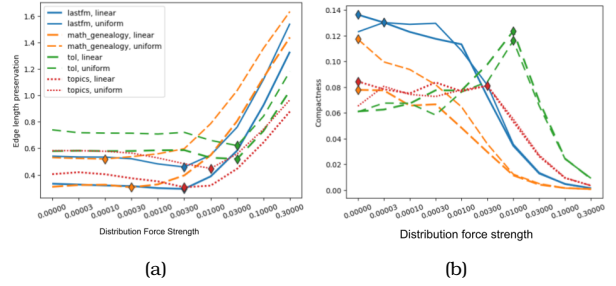 (a)
lastfm, linear
lastfm, uniform
math_genealogy, linear
math_genealogy, uniform
tol, linear
tol, uniform
topics, linear
topics, uniform
Edge length preservation
1.6
1.4
1.2
1.0
0.8
0.6
0.4
0.00000
0.00003
0.00010
0.00030
0.00100
0.00300
0.01000
0.03000
0.10000
0.30000
Distribution Force Strength
(a)
(b)
Compactness
0.14
0.12
0.10
0.08
0.06
0.04
0.02
0.00
0.00000
0.00003
0.00010
0.00030
0.00100
0.00300
0.01000
0.03000
0.10000
0.30000
Distribution force strength
(b)